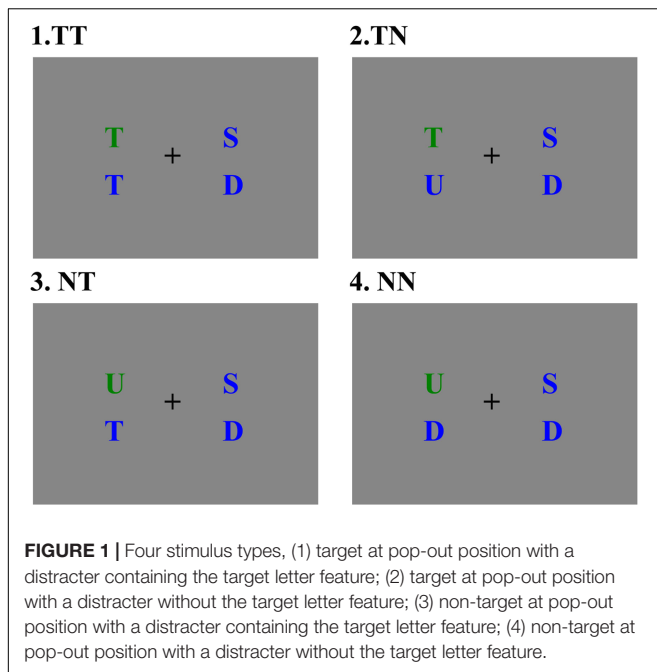 1.TT
2.TN
T
S
T
S
+
+
T
D
U
D
3. NT
4. NN
U
S
U
S
+
+
T
D
D
D
FIGURE 1 | Four stimulus types, (1) target at pop-out position with a
distracter containing the target letter feature; (2) target at pop-out position
with a distracter without the target letter feature; (3) non-target at pop-out
position with a distracter containing the target letter feature; (4) non-target at
pop-out position with a distracter without the target letter feature.